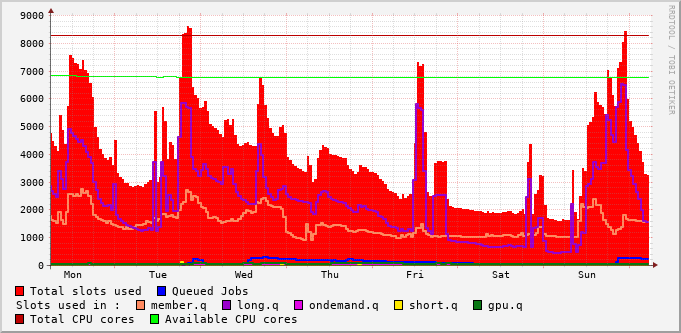 9000
8000
7000
6000
5000
4000
3000
2000
1000
0
Mon Tue Wed Thu Fri Sat Sun
RRDTOOL / TOBI OETIKER
Total slots used Queued Jobs
Slots used in : member.q long.q ondemand.q short.q gpu.q
Total CPU cores Available CPU cores